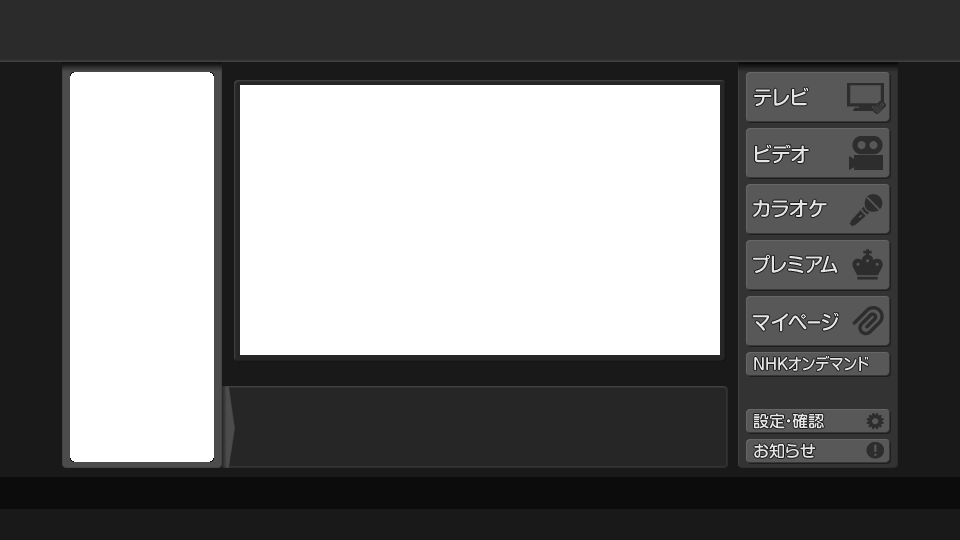 テレビ
ビデオ
カラオケ
プレミアム
マイページ
NHKオンデマンド
設定・確認
お知らせ